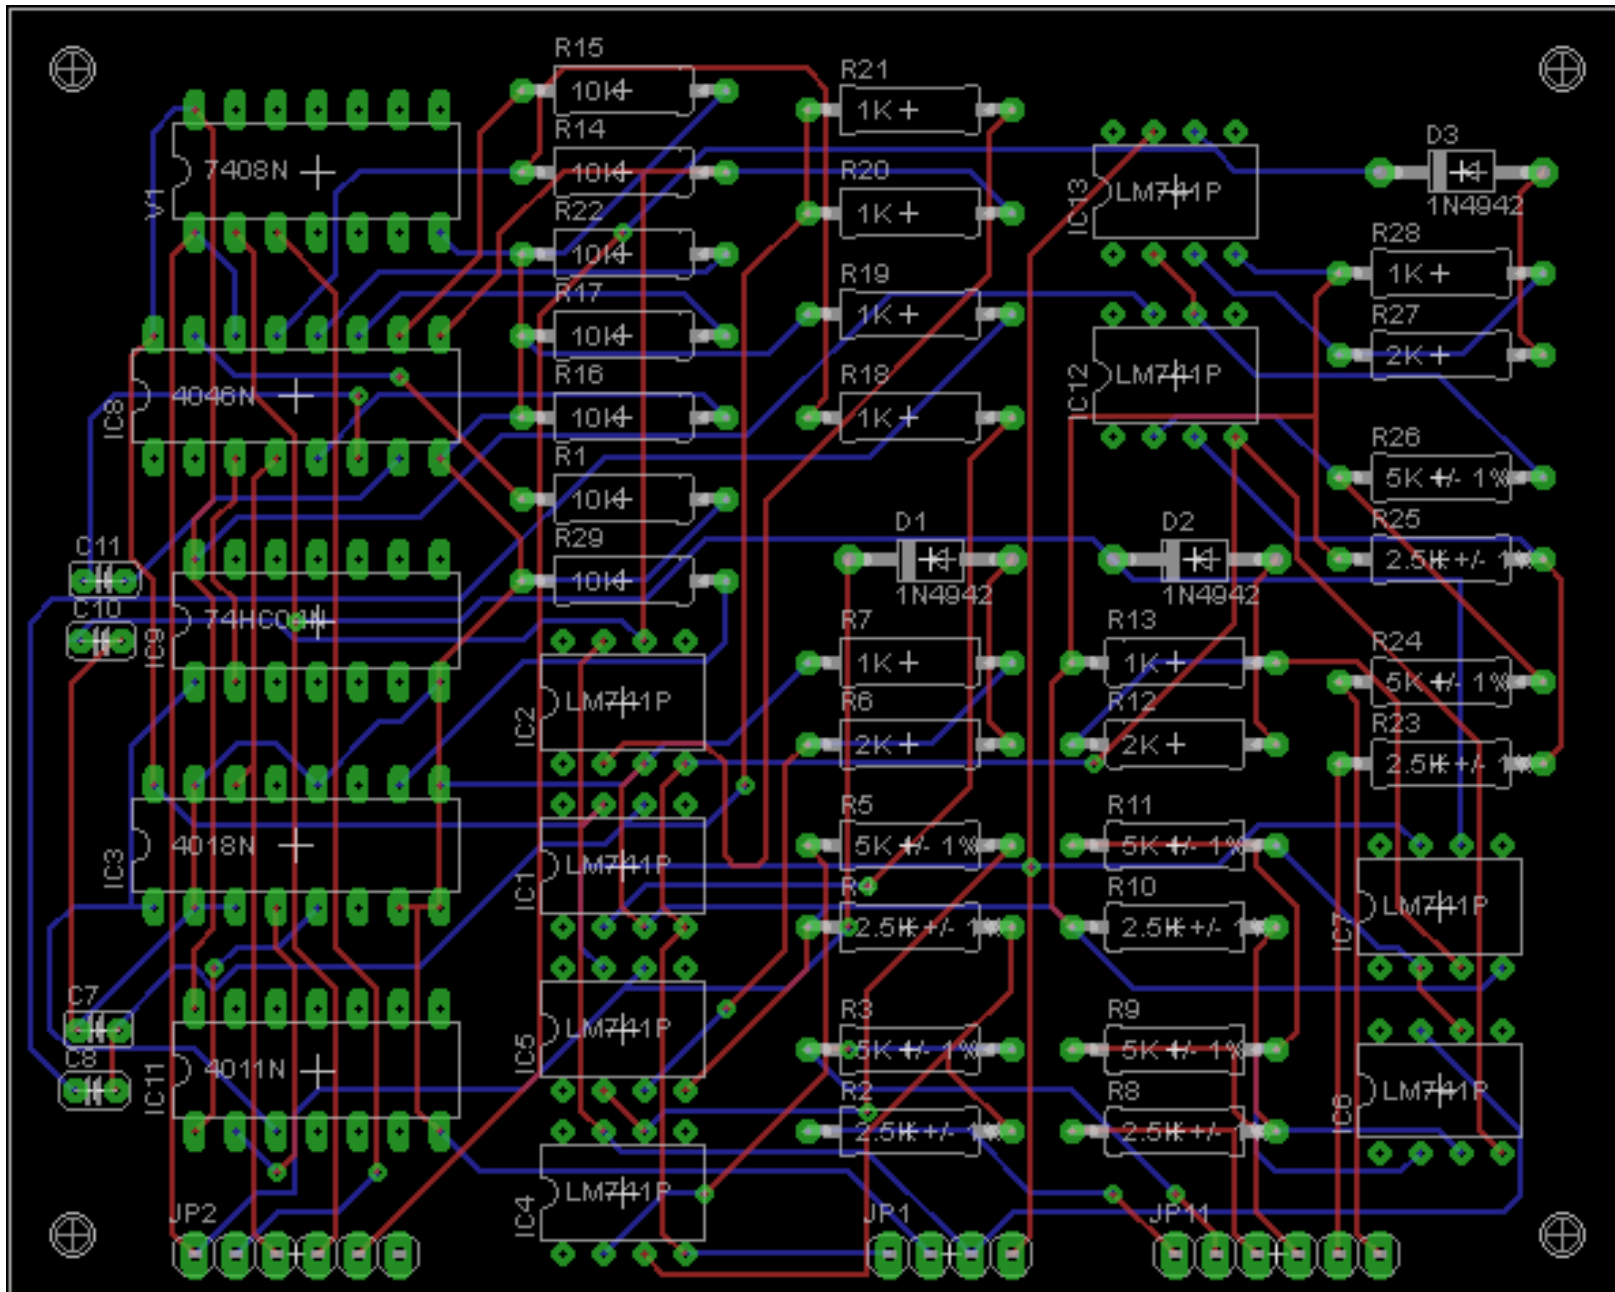 R15
10K
R14
10K
R22
10K
R17
10K
R16
10K
R1
10K
R29
10K
R21
1K
R20
1K
R19
1K
R18
1K
7408N
V1
4046N
IC8
C11
C10
IC9
4018N
IC3
C7
C8
4011N
IC11
JP2
LM741P
IC2
LM741P
IC1
LM741P
IC5
LM741P
IC4
D1
1N4942
R7
1K
R6
2K
R5
5K +/- 1%
R4
2.5K +/- 1%
R3
5K +/- 1%
R2
2.5K +/- 1%
JP1
LM741P
IC13
LM741P
IC12
D2
1N4942
R13
1K
R12
2K
R11
5K +/- 1%
R10
2.5K +/- 1%
R9
5K +/- 1%
R8
2.5K +/- 1%
JP11
D3
1N4942
R28
1K
R27
2K
R26
5K +/- 1%
R25
2.5K +/- 1%
R24
5K +/- 1%
R23
2.5K +/- 1%
LM741P
IC7
LM741P
IC6